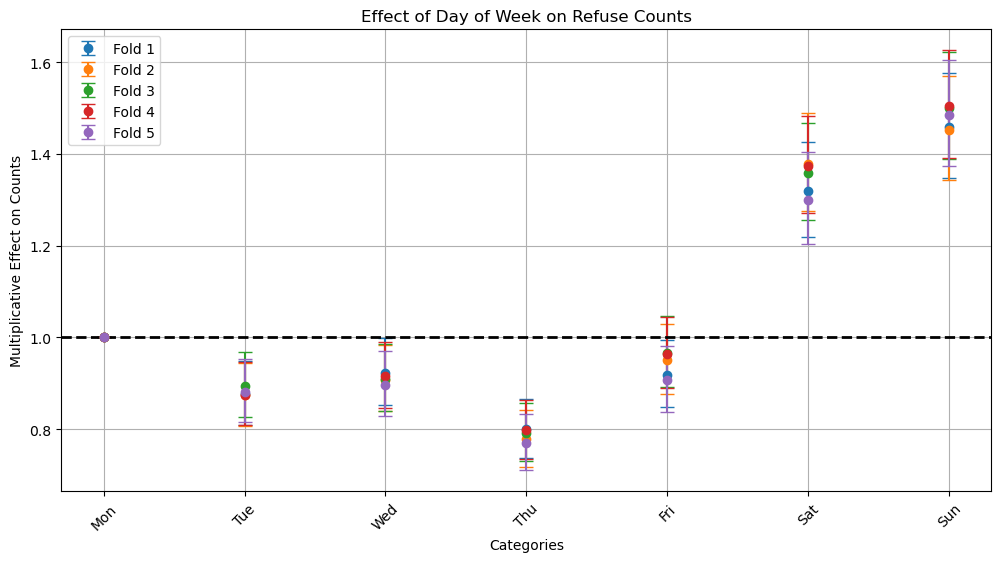 Effect of Day of Week on Refuse Counts
Fold 1
Fold 2
Fold 3
Fold 4
Fold 5
Multiplicative Effect on Counts
1.6
1.4
1.2
1.0
0.8
Mon
Tue
Wed
Thu
Fri
Sat
Sun
Categories